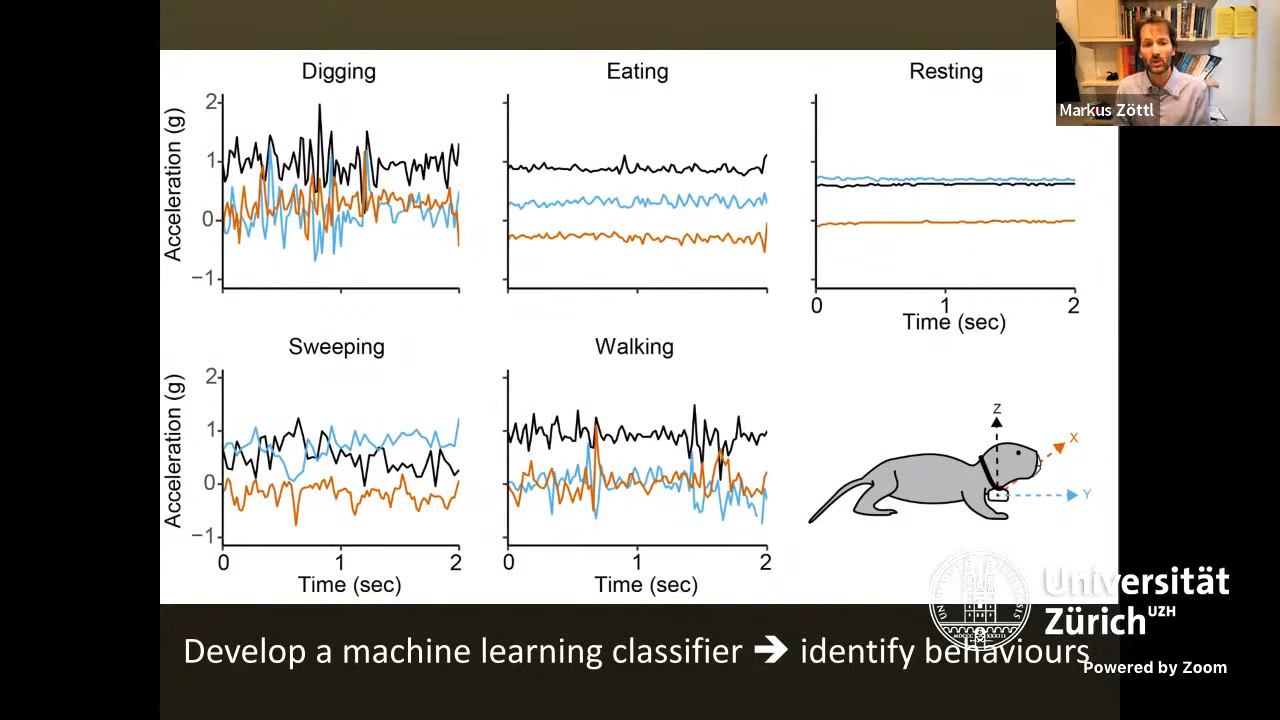 Digging
Eating
Resting
Markus Zöttl
Acceleration (g)
2
1
0
−1
0
1
2
Time (sec)
Sweeping
Walking
Acceleration (g)
2
1
0
−1
0
1
2
Time (sec)
0
1
2
Time (sec)
Z
X
Y
Universität
Zürich UZH
Develop a machine learning classifier ➔ identify behaviours
Powered by Zoom